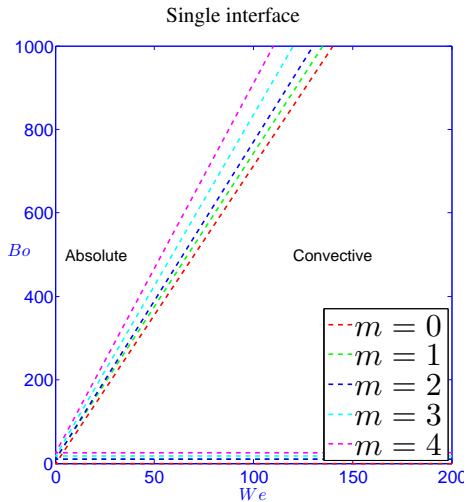 Single interface
1000
800
600
400
200
0
Bo
Absolute
Convective
m = 0
m = 1
m = 2
m = 3
m = 4
0
50
100
150
200
We